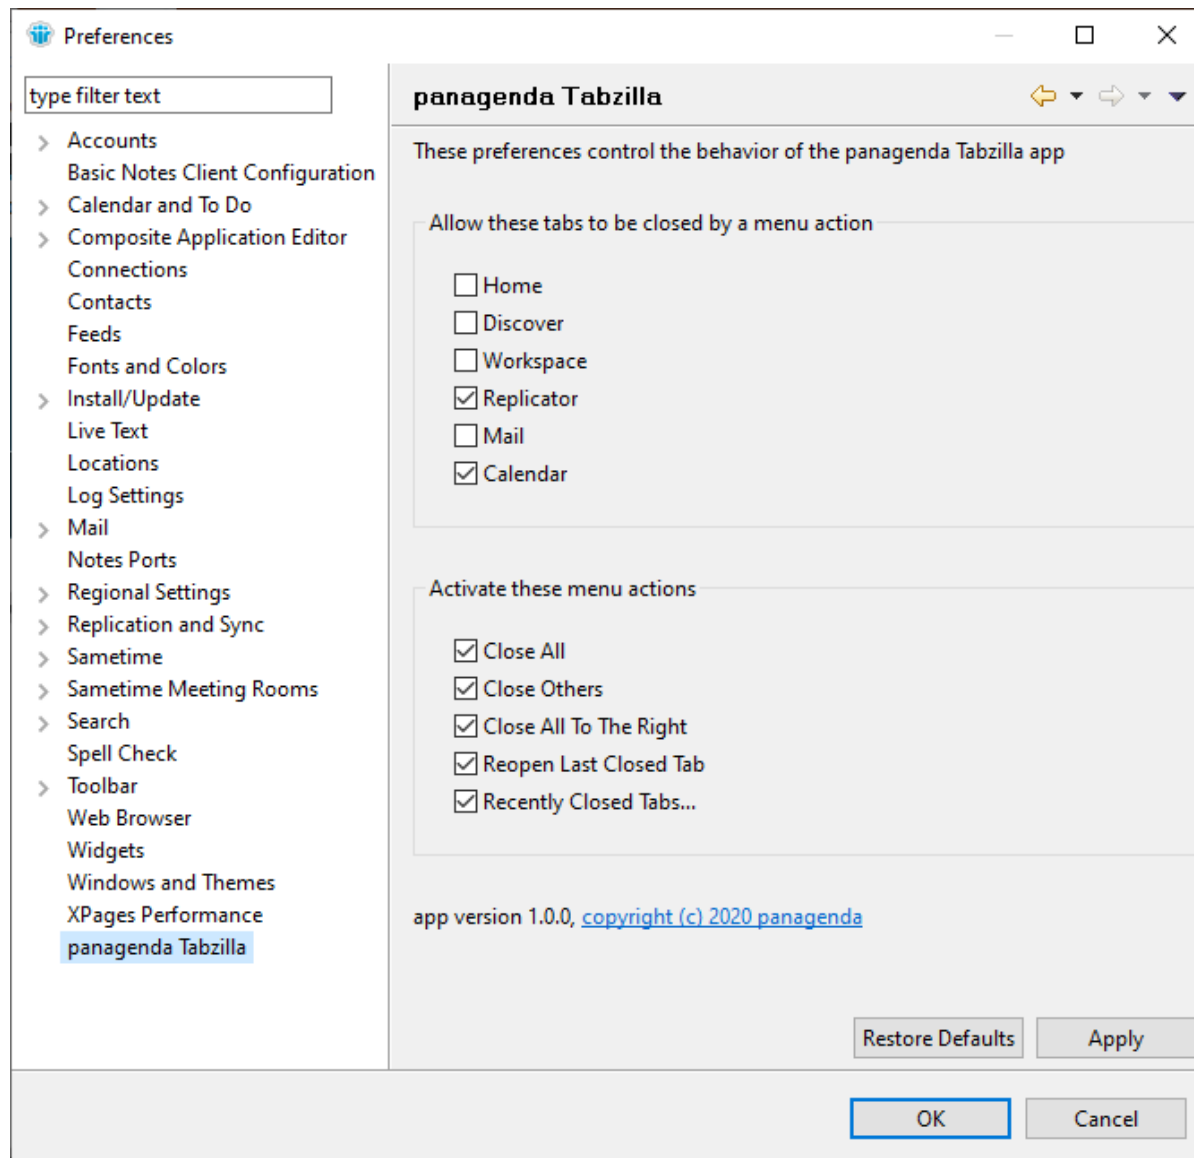 Preferences
type filter text
Accounts
Basic Notes Client Configuration
Calendar and To Do
Composite Application Editor
Connections
Contacts
Feeds
Fonts and Colors
Install/Update
Live Text
Locations
Log Settings
Mail
Notes Ports
Regional Settings
Replication and Sync
Sametime
Sametime Meeting Rooms
Search
Spell Check
Toolbar
Web Browser
Widgets
Windows and Themes
XPages Performance
panagenda Tabzilla
panagenda Tabzilla
These preferences control the behavior of the panagenda Tabzilla app
Allow these tabs to be closed by a menu action
Home
Discover
Workspace
Replicator
Mail
Calendar
Activate these menu actions
Close All
Close Others
Close All To The Right
Reopen Last Closed Tab
Recently Closed Tabs...
app version 1.0.0, copyright (c) 2020 panagenda
Restore Defaults
Apply
OK
Cancel